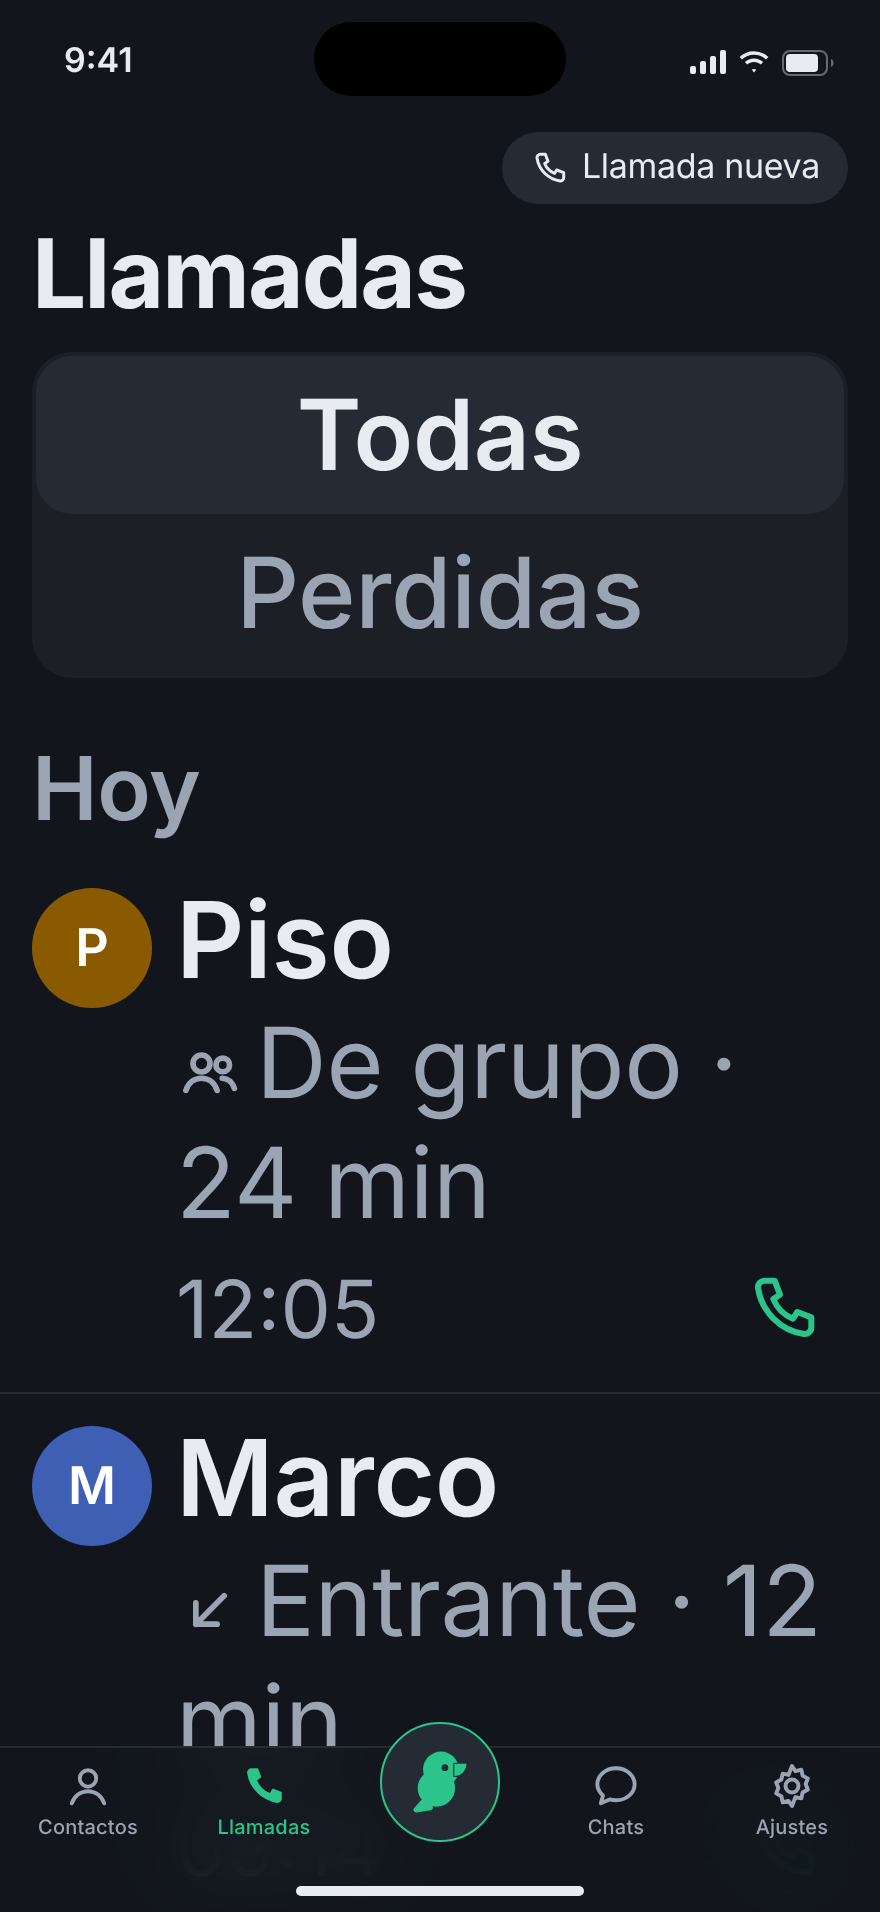 9:41
Llamada nueva
Llamadas
Todas
Perdidas
Hoy
P
Piso
De grupo ·
24 min
12:05
M
Marco
Entrante · 12
min
Contactos
Llamadas
Chats
Ajustes